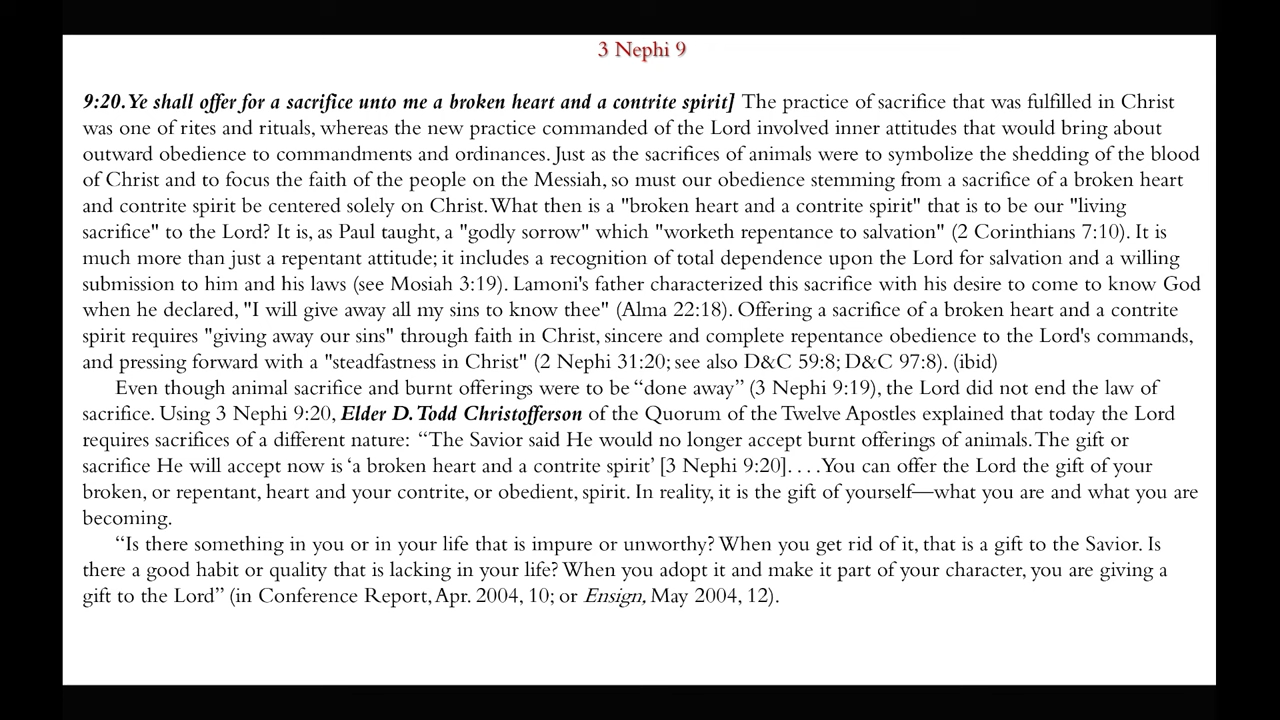 3 Nephi 9
9:20. Ye shall offer for a sacrifice unto me a broken heart and a contrite spirit] The practice of sacrifice that was fulfilled in Christ
was one of rites and rituals, whereas the new practice commanded of the Lord involved inner attitudes that would bring about
outward obedience to commandments and ordinances. Just as the sacrifices of animals were to symbolize the shedding of the blood
of Christ and to focus the faith of the people on the Messiah, so must our obedience stemming from a sacrifice of a broken heart
and contrite spirit be centered solely on Christ. What then is a "broken heart and a contrite spirit" that is to be our "living
sacrifice" to the Lord? It is, as Paul taught, a "godly sorrow" which "worketh repentance to salvation" (2 Corinthians 7:10). It is
much more than just a repentant attitude; it includes a recognition of total dependence upon the Lord for salvation and a willing
submission to him and his laws (see Mosiah 3:19). Lamoni's father characterized this sacrifice with his desire to come to know God
when he declared, "I will give away all my sins to know thee" (Alma 22:18). Offering a sacrifice of a broken heart and a contrite
spirit requires "giving away our sins" through faith in Christ, sincere and complete repentance obedience to the Lord's commands,
and pressing forward with a "steadfastness in Christ" (2 Nephi 31:20; see also D&C 59:8; D&C 97:8). (ibid)
Even though animal sacrifice and burnt offerings were to be “done away” (3 Nephi 9:19), the Lord did not end the law of
sacrifice. Using 3 Nephi 9:20, Elder D. Todd Christofferson of the Quorum of the Twelve Apostles explained that today the Lord
requires sacrifices of a different nature: “The Savior said He would no longer accept burnt offerings of animals. The gift or
sacrifice He will accept now is ‘a broken heart and a contrite spirit’ [3 Nephi 9:20]. . . . You can offer the Lord the gift of your
broken, or repentant, heart and your contrite, or obedient, spirit. In reality, it is the gift of yourself—what you are and what you are
becoming.
“Is there something in you or in your life that is impure or unworthy? When you get rid of it, that is a gift to the Savior. Is
there a good habit or quality that is lacking in your life? When you adopt it and make it part of your character, you are giving a
gift to the Lord” (in Conference Report, Apr. 2004, 10; or Ensign, May 2004, 12).